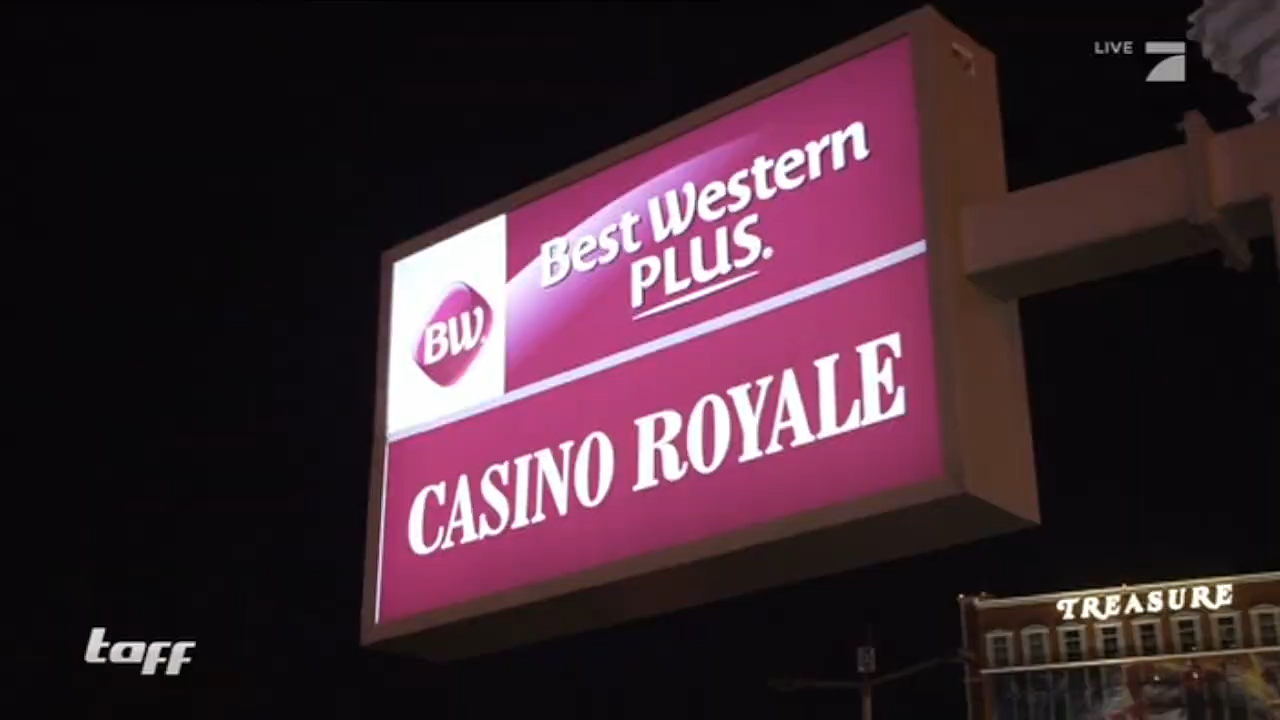 LIVE
Best Western
PLUS.
BW
CASINO ROYALE
TREASURE
taff